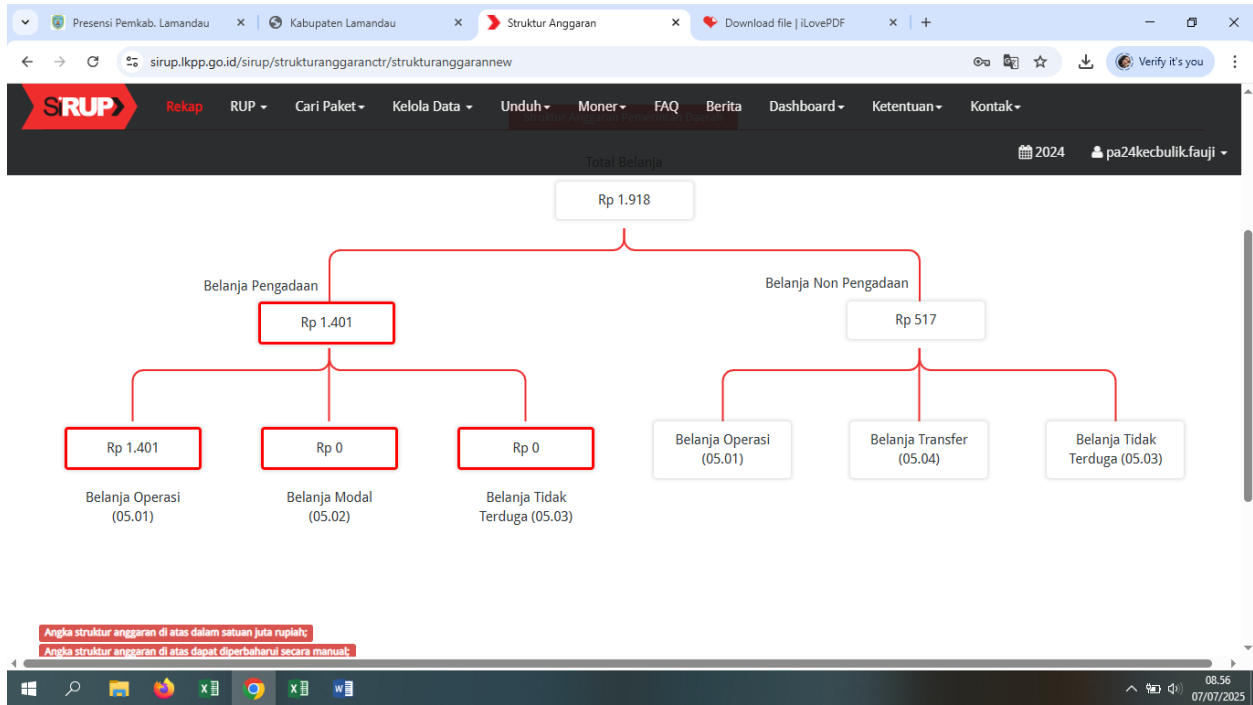 Presensi Pemkab. Lamandau
Kabupaten Lamandau
Struktur Anggaran
Download file | iLovePDF
sirup.lkpp.go.id/sirup/strukturanggaranctr/strukturanggarannew
Verify it's you
SiRUP
Rekap
RUP
Cari Paket
Kelola Data
Unduh
Moner
FAQ
Berita
Dashboard
Ketentuan
Kontak
Struktur Anggaran Pemerintah Daerah
2024
pa24kecbulik.fauji
Total Belanja
Rp 1.918
Belanja Pengadaan
Rp 1.401
Belanja Non Pengadaan
Rp 517
Rp 1.401
Belanja Operasi
(05.01)
Rp 0
Belanja Modal
(05.02)
Rp 0
Belanja Tidak
Terduga (05.03)
Belanja Operasi
(05.01)
Belanja Transfer
(05.04)
Belanja Tidak
Terduga (05.03)
Angka struktur anggaran di atas dalam satuan juta rupiah;
Angka struktur anggaran di atas dapat diperbaharui secara manual;
08.56
07/07/2025